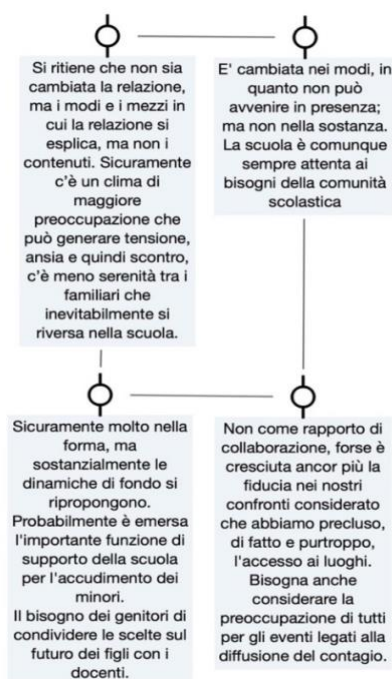 Si ritiene che non sia
cambiata la relazione,
ma i modi e i mezzi in
cui la relazione si
esplica, ma non i
contenuti. Sicuramente
c'è un clima di
maggiore
preoccupazione che
può generare tensione,
ansia e quindi scontro,
c'è meno serenità tra i
familiari che
inevitabilmente si
riversa nella scuola.
E' cambiata nei modi, in
quanto non può
avvenire in presenza;
ma non nella sostanza.
La scuola è comunque
sempre attenta ai
bisogni della comunità
scolastica
Sicuramente molto nella
forma, ma
sostanzialmente le
dinamiche di fondo si
ripropongono.
Probabilmente è emersa
l'importante funzione di
supporto della scuola
per l'accudimento dei
minori.
Il bisogno dei genitori di
condividere le scelte sul
futuro dei figli con i
docenti.
Non come rapporto di
collaborazione, forse è
cresciuta ancor più la
fiducia nei nostri
confronti considerato
che abbiamo precluso,
di fatto e purtroppo,
l'accesso ai luoghi.
Bisogna anche
considerare la
preoccupazione di tutti
per gli eventi legati alla
diffusione del contagio.